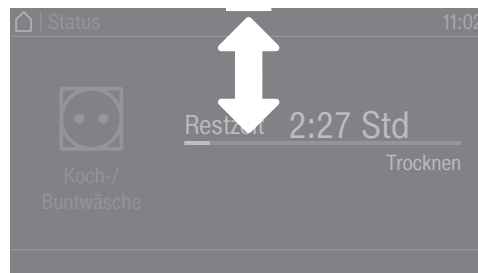 | Status 11:02
Restzeit 2:27 Std
Trocknen
Koch-/
Buntwäsche